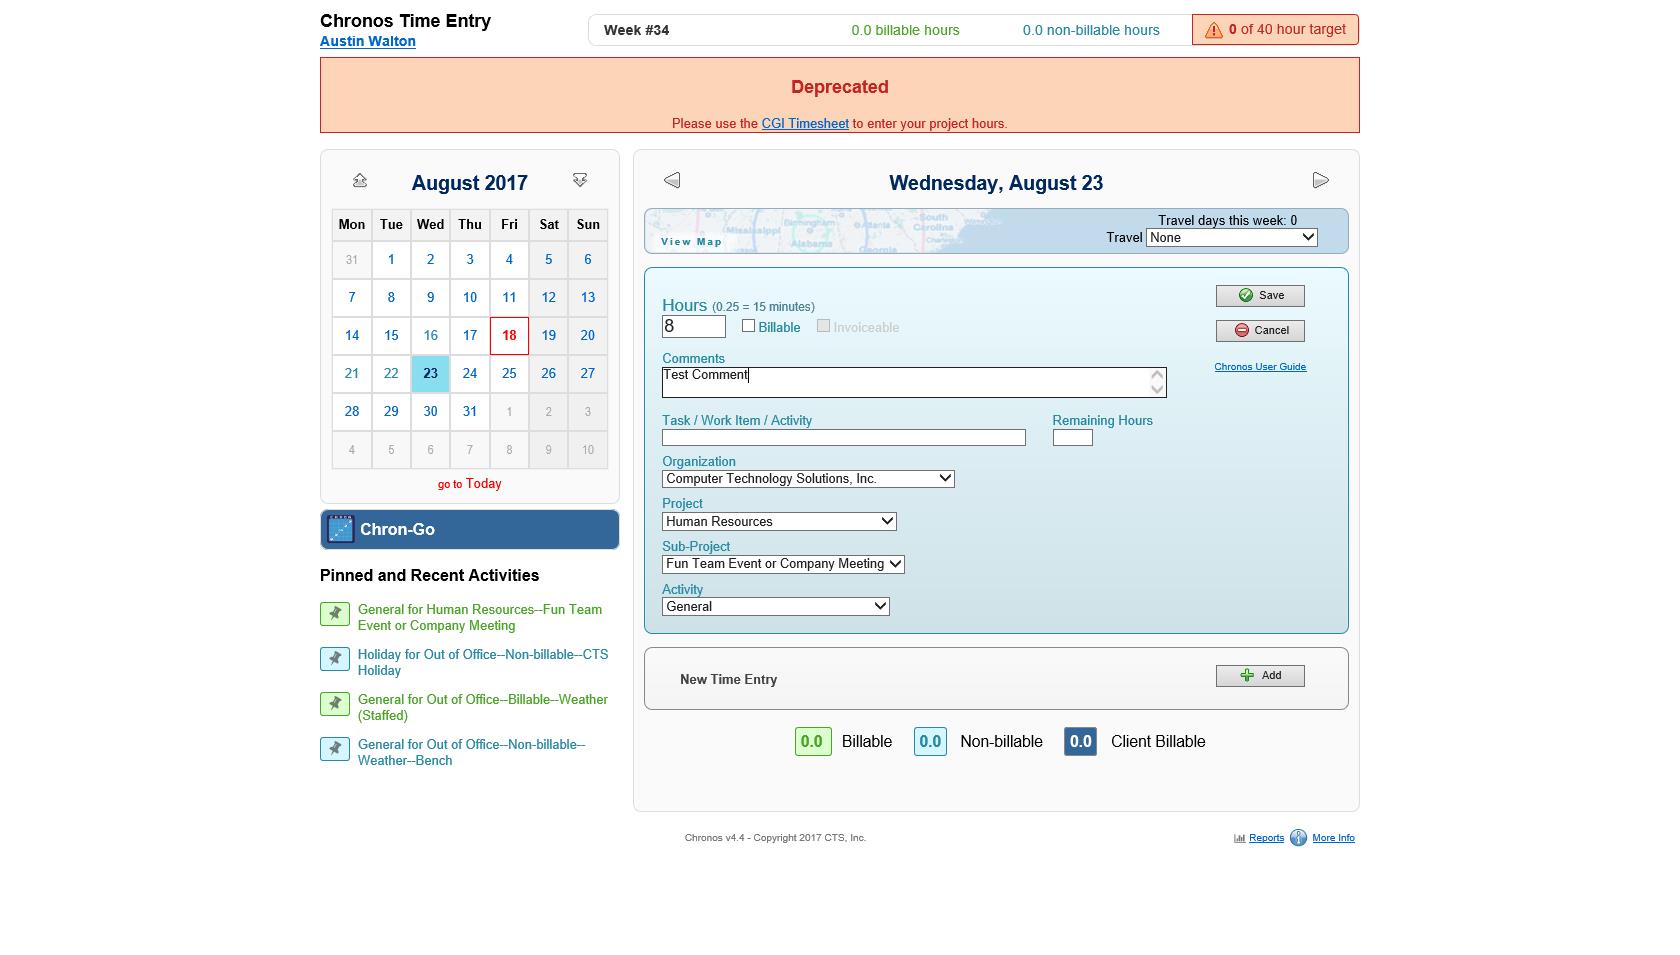 Chronos Time Entry
Austin Walton
Week #34
0.0 billable hours
0.0 non-billable hours
0 of 40 hour target
Deprecated
Please use the CGI Timesheet to enter your project hours.
August 2017
Mon Tue Wed Thu Fri Sat Sun
31 1 2 3 4 5 6
7 8 9 10 11 12 13
14 15 16 17 18 19 20
21 22 23 24 25 26 27
28 29 30 31 1 2 3
4 5 6 7 8 9 10
go to Today
Chron-Go
Pinned and Recent Activities
General for Human Resources--Fun Team
Event or Company Meeting
Holiday for Out of Office--Non-billable--CTS
Holiday
General for Out of Office--Billable--Weather
(Staffed)
General for Out of Office--Non-billable--
Weather--Bench
Wednesday, August 23
South
Carolina
Birmingham
Mississippi
Atlanta
Alabama
Georgia
View Map
Travel days this week: 0
Travel None
Hours (0.25 = 15 minutes)
8
Billable
Invoiceable
Save
Cancel
Chronos User Guide
Comments
Test Comment
Task / Work Item / Activity
Remaining Hours
Organization
Computer Technology Solutions, Inc.
Project
Human Resources
Sub-Project
Fun Team Event or Company Meeting
Activity
General
New Time Entry
Add
0.0 Billable 0.0 Non-billable 0.0 Client Billable
Chronos v4.4 - Copyright 2017 CTS, Inc.
Reports
More Info